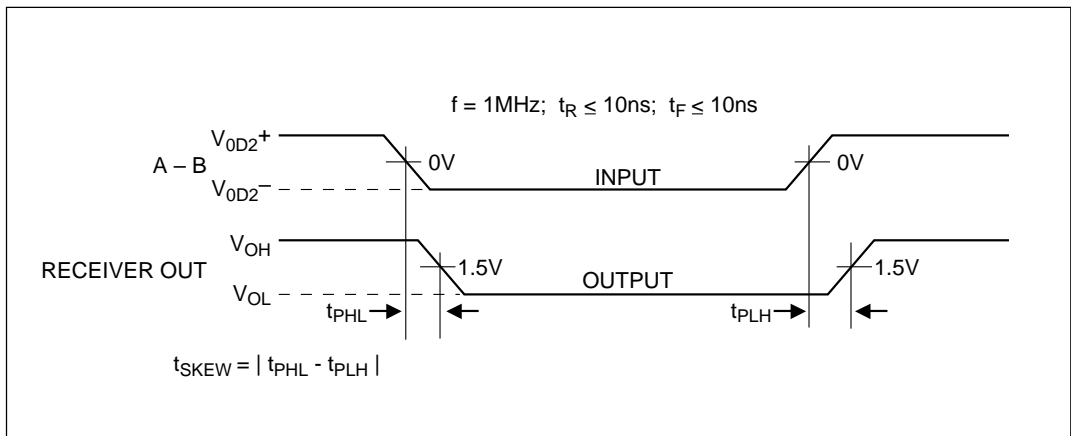 f = 1MHz; tR ≤ 10ns; tF ≤ 10ns
V0D2+
A – B
0V
0V
V0D2–
INPUT
VOH
RECEIVER OUT
1.5V
1.5V
OUTPUT
VOL
tPHL
tPLH
tSKEW = | tPHL - tPLH |